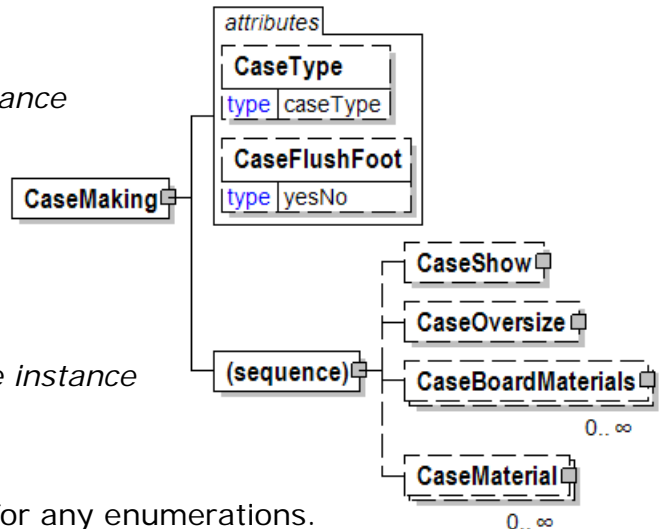 attributes
CaseType
ance
type caseType
CaseFlushFoot
CaseMaking
type yesNo
CaseShow
CaseOversize
(sequence)
e instance
CaseBoardMaterials
0.. ∞
CaseMaterial
or any enumerations.
0.. ∞